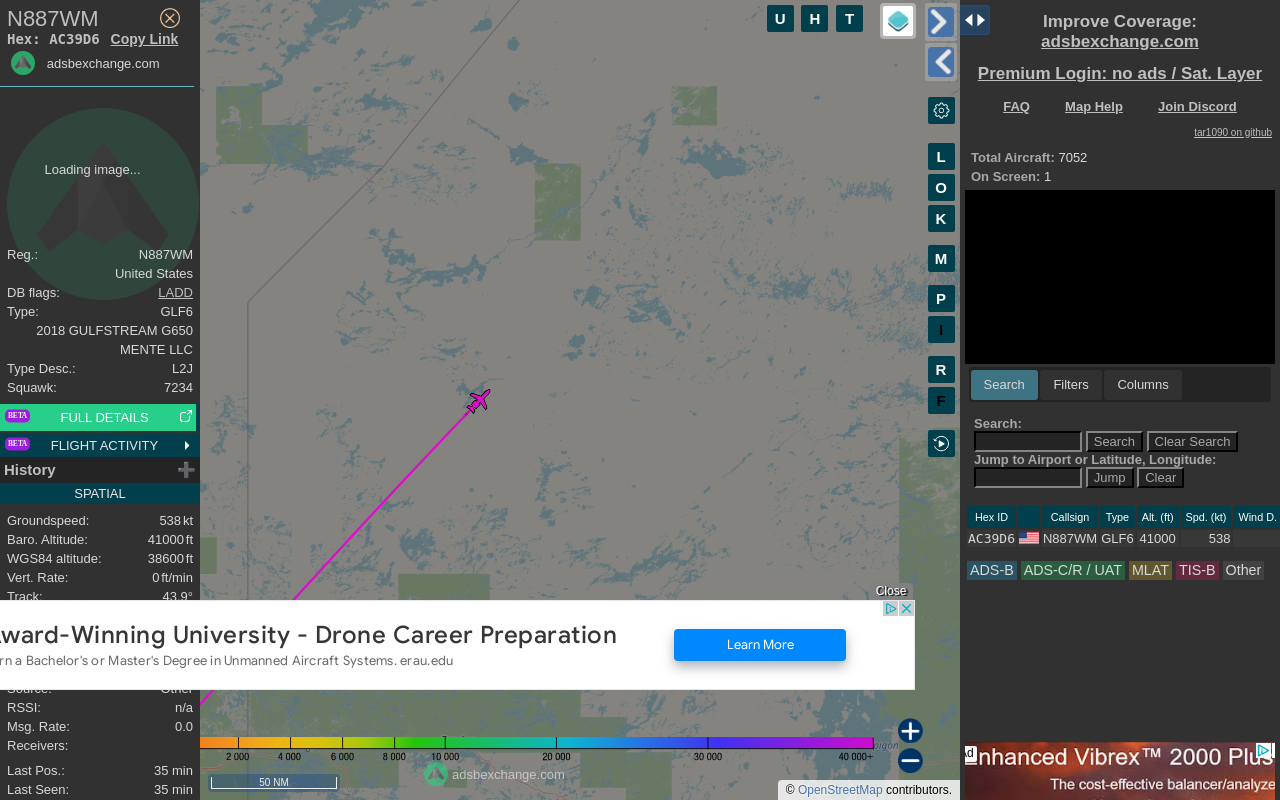 N887WM
Hex: AC39D6 Copy Link
adsbexchange.com
Loading image...
Reg.: N887WM
United States
DB flags: LADD
Type: GLF6
2018 GULFSTREAM G650
MENTE LLC
Type Desc.: L2J
Squawk: 7234
BETA FULL DETAILS
BETA FLIGHT ACTIVITY
History
SPATIAL
Groundspeed: 538 kt
Baro. Altitude: 41000 ft
WGS84 altitude: 38600 ft
Vert. Rate: 0 ft/min
Track: 43.9°
Source: Other
RSSI: n/a
Msg. Rate: 0.0
Receivers:
Last Pos.: 35 min
Last Seen: 35 min
U H T
L
O
K
M
P
I
R
F
Close
Award-Winning University - Drone Career Preparation
rn a Bachelor's or Master's Degree in Unmanned Aircraft Systems. erau.edu
Learn More
2 000 4 000 6 000 8 000 10 000 20 000 30 000 40 000+
50 NM
adsbexchange.com
© OpenStreetMap contributors.
Improve Coverage:
adsbexchange.com
Premium Login: no ads / Sat. Layer
FAQ Map Help Join Discord
tar1090 on github
Total Aircraft: 7052
On Screen: 1
Search Filters Columns
Search:
Search Clear Search
Jump to Airport or Latitude, Longitude:
Jump Clear
Hex ID Callsign Type Alt. (ft) Spd. (kt) Wind D.
AC39D6 N887WM GLF6 41000 538
ADS-B ADS-C/R / UAT MLAT TIS-B Other
Ad
Enhanced Vibrex™ 2000 Plus
The cost-effective balancer/analyze